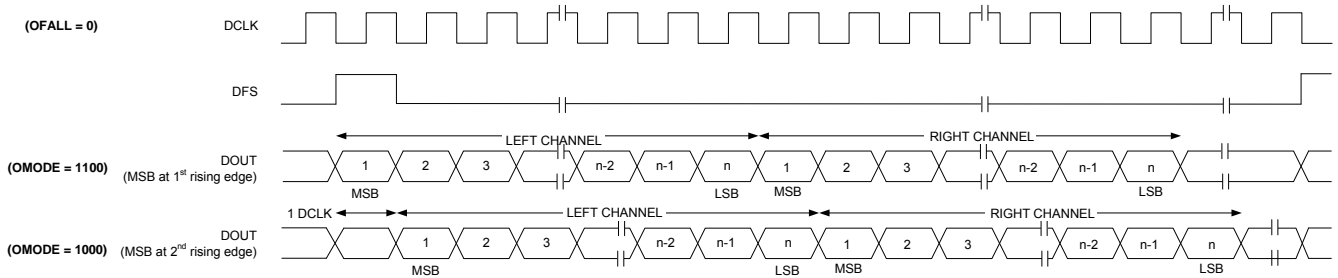 (OFALL = 0) DCLK
DFS
LEFT CHANNEL RIGHT CHANNEL
(OMODE = 1100) DOUT 1 2 3 n-2 n-1 n 1 2 3 n-2 n-1 n
(MSB at 1st rising edge)
MSB LSB MSB LSB
1 DCLK LEFT CHANNEL RIGHT CHANNEL
(OMODE = 1000) DOUT 1 2 3 n-2 n-1 n 1 2 3 n-2 n-1 n
(MSB at 2nd rising edge)
MSB LSB MSB LSB